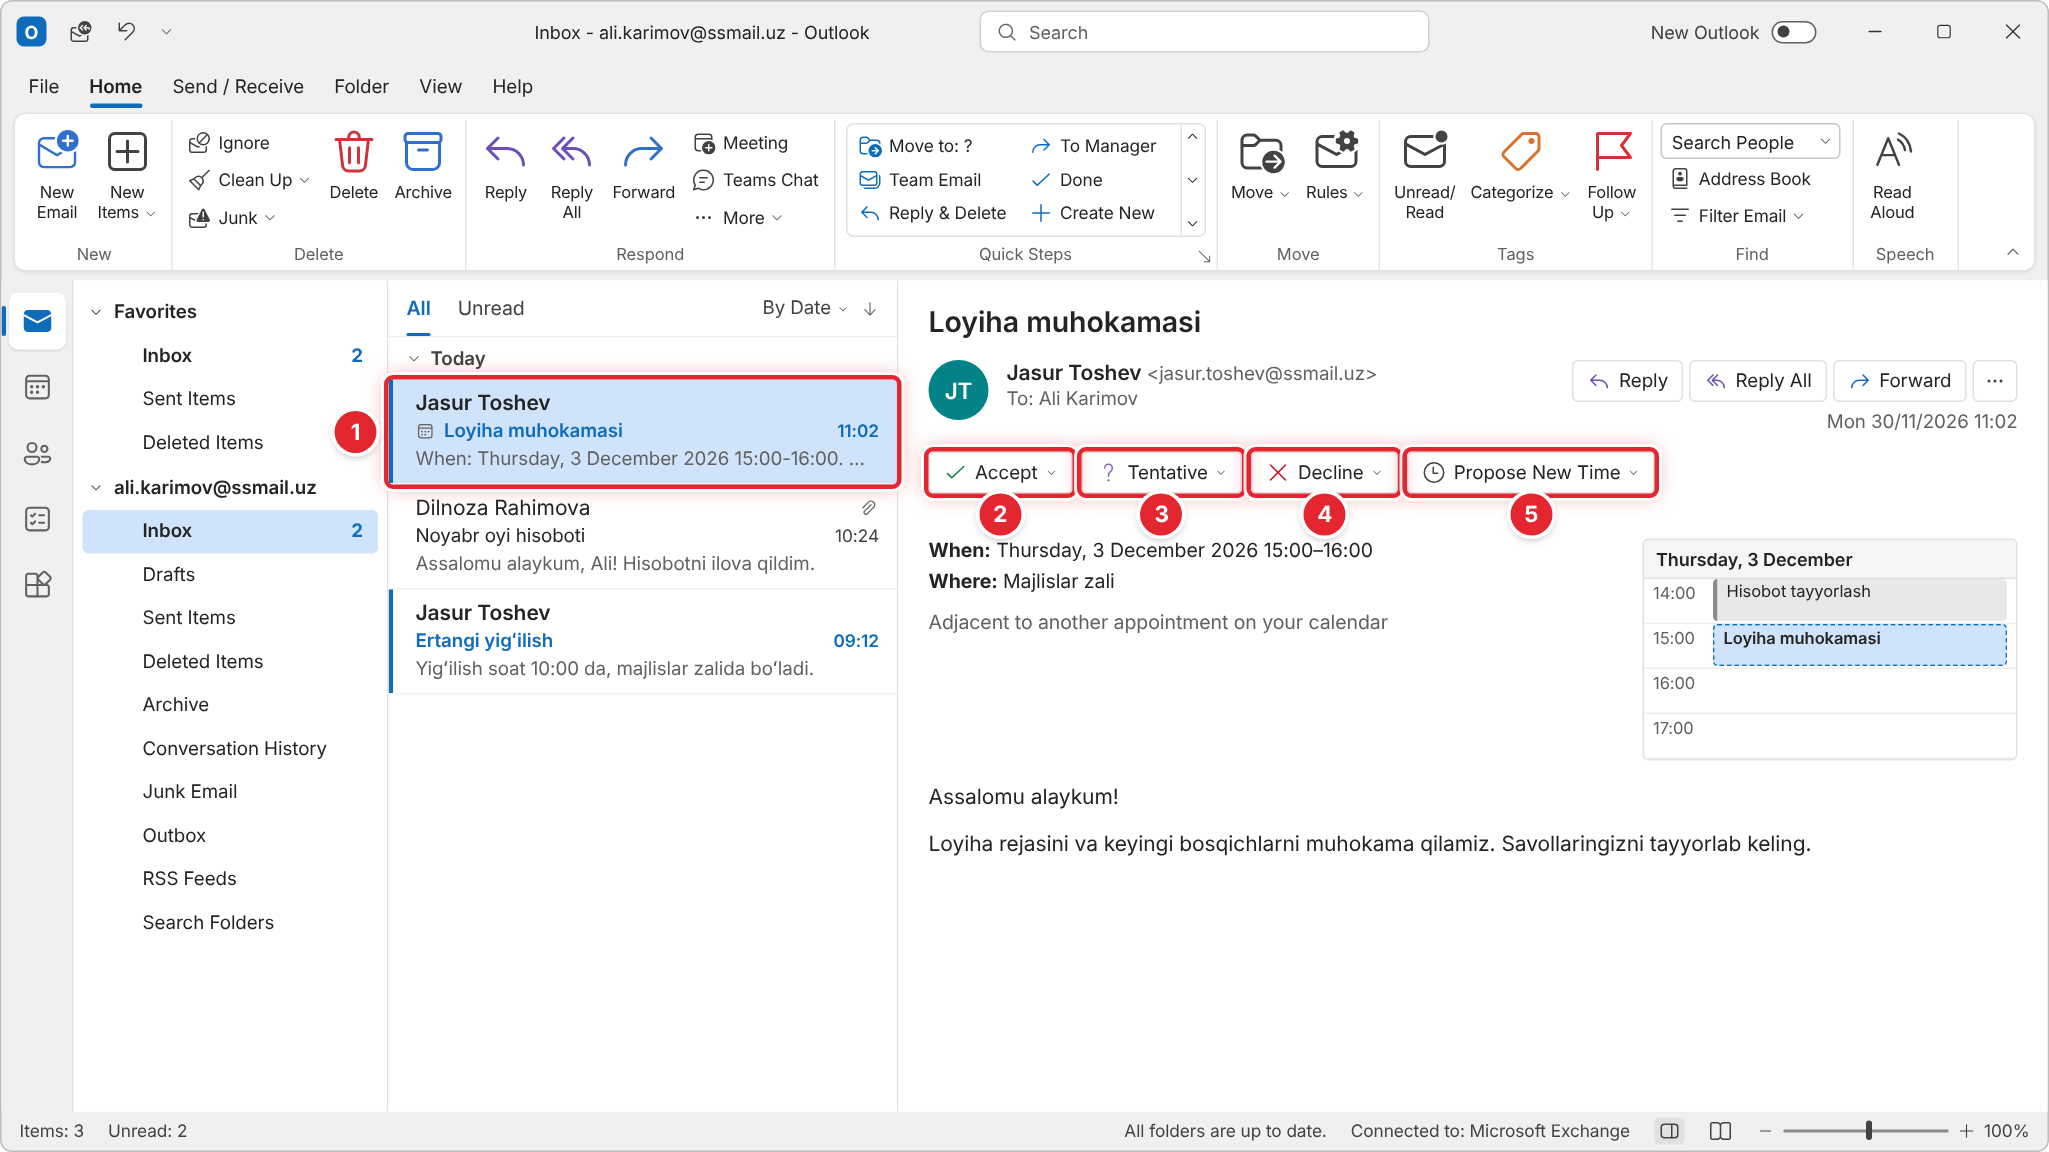 Inbox - ali.karimov@ssmail.uz - Outlook
Search
New Outlook
File
Home
Send / Receive
Folder
View
Help
New Email
New Items
New
Ignore
Clean Up
Junk
Delete
Archive
Delete
Reply
Reply All
Forward
Meeting
Teams Chat
More
Respond
Move to: ?
Team Email
Reply & Delete
To Manager
Done
Create New
Quick Steps
Move
Rules
Move
Unread/ Read
Categorize
Follow Up
Tags
Search People
Address Book
Filter Email
Find
Read Aloud
Speech
Favorites
Inbox 2
Sent Items
Deleted Items
ali.karimov@ssmail.uz
Inbox 2
Drafts
Sent Items
Deleted Items
Archive
Conversation History
Junk Email
Outbox
RSS Feeds
Search Folders
All
Unread
By Date
Today
1
Jasur Toshev
Loyiha muhokamasi 11:02
When: Thursday, 3 December 2026 15:00-16:00. ...
Dilnoza Rahimova
Noyabr oyi hisoboti 10:24
Assalomu alaykum, Ali! Hisobotni ilova qildim.
Jasur Toshev
Ertangi yigʻilish 09:12
Yigʻilish soat 10:00 da, majlislar zalida boʻladi.
Loyiha muhokamasi
JT
Jasur Toshev <jasur.toshev@ssmail.uz>
To: Ali Karimov
Reply
Reply All
Forward
Mon 30/11/2026 11:02
Accept
Tentative
Decline
Propose New Time
2
3
4
5
When: Thursday, 3 December 2026 15:00–16:00
Where: Majlislar zali
Adjacent to another appointment on your calendar
Thursday, 3 December
14:00 Hisobot tayyorlash
15:00 Loyiha muhokamasi
16:00
17:00
Assalomu alaykum!
Loyiha rejasini va keyingi bosqichlarni muhokama qilamiz. Savollaringizni tayyorlab keling.
Items: 3
Unread: 2
All folders are up to date.
Connected to: Microsoft Exchange
100%